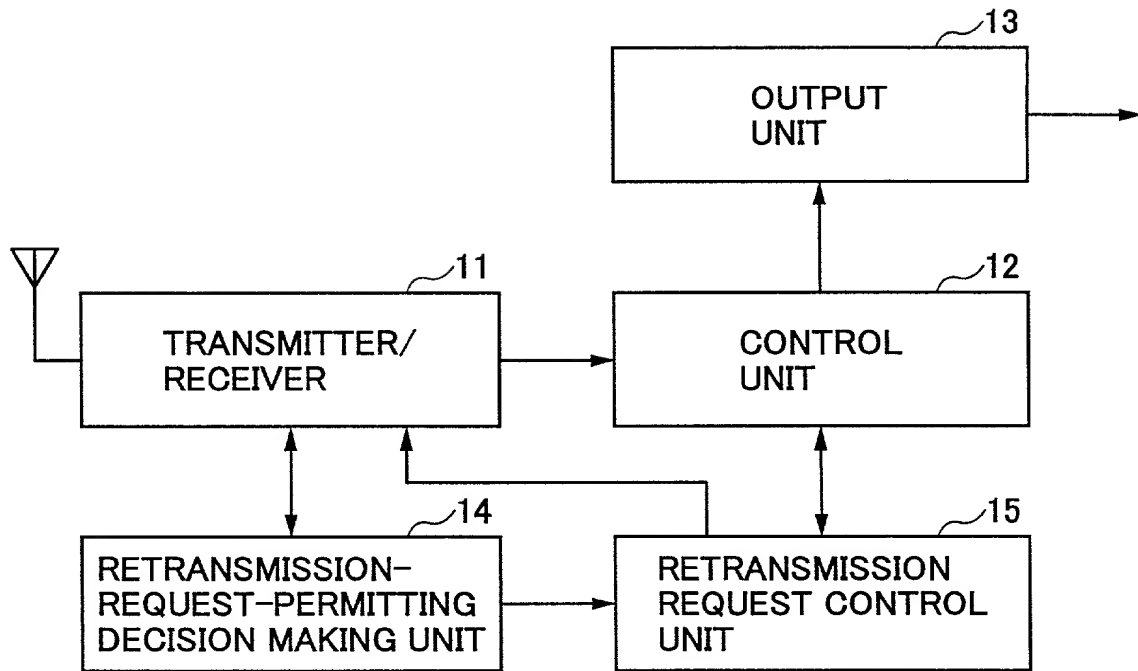 13
OUTPUT
UNIT
11
TRANSMITTER/
RECEIVER
12
CONTROL
UNIT
14
RETRANSMISSION-
REQUEST-PERMITTING
DECISION MAKING UNIT
15
RETRANSMISSION
REQUEST CONTROL
UNIT